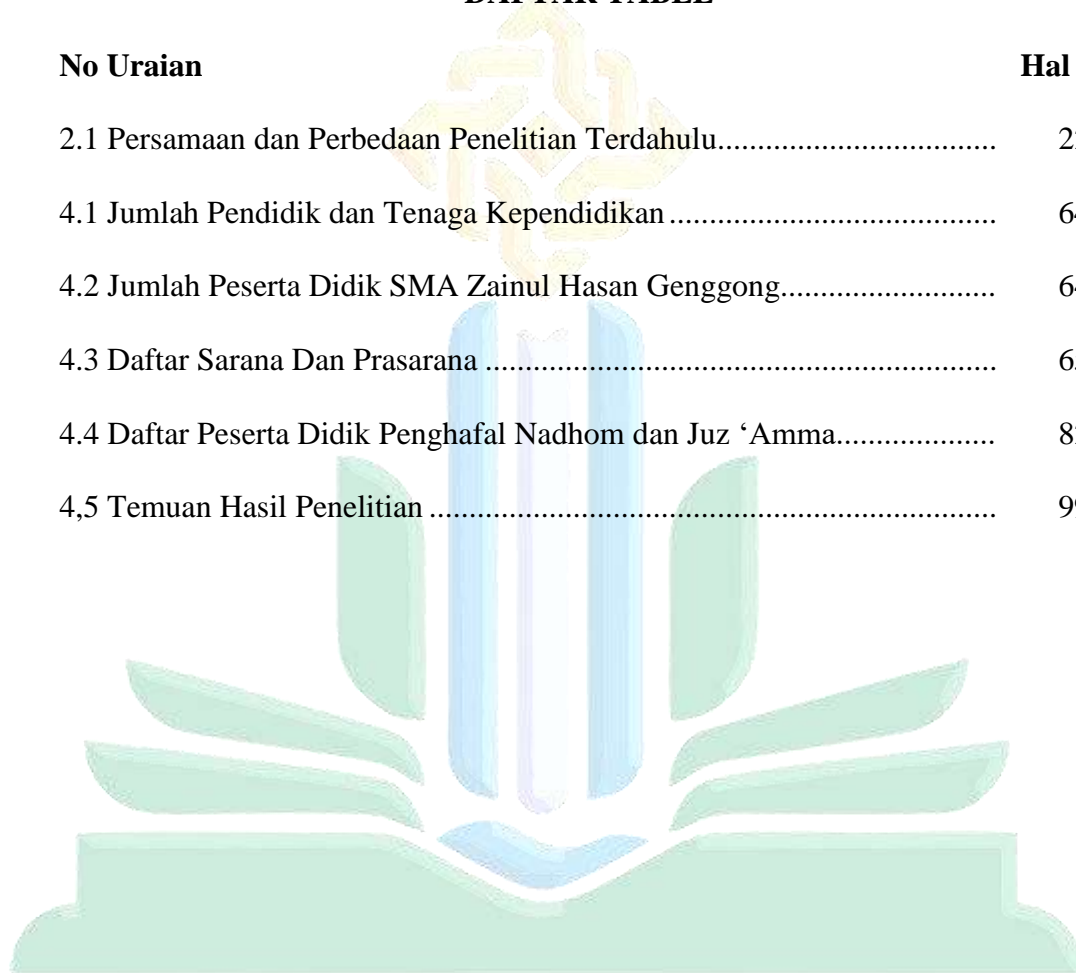 DAFTAR TABEL
No Uraian Hal
2.1 Persamaan dan Perbedaan Penelitian Terdahulu.................................
4.1 Jumlah Pendidik dan Tenaga Kependidikan.......................................
4.2 Jumlah Peserta Didik SMA Zainul Hasan Genggong..........................
4.3 Daftar Sarana Dan Prasarana .............................................................
4.4 Daftar Peserta Didik Penghafal Nadhom dan Juz ‘Amma...................
4,5 Temuan Hasil Penelitian ....................................................................